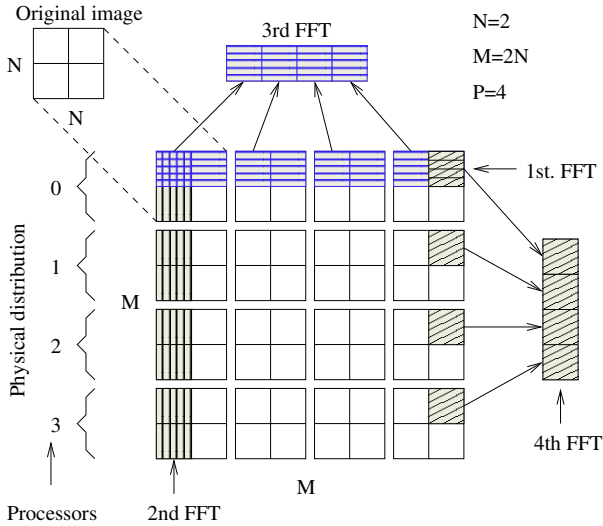 Original image
N
N
3rd FFT
N=2
M=2N
P=4
1st. FFT
0
1
2
3
Physical distribution
M
M
4th FFT
Processors
2nd FFT